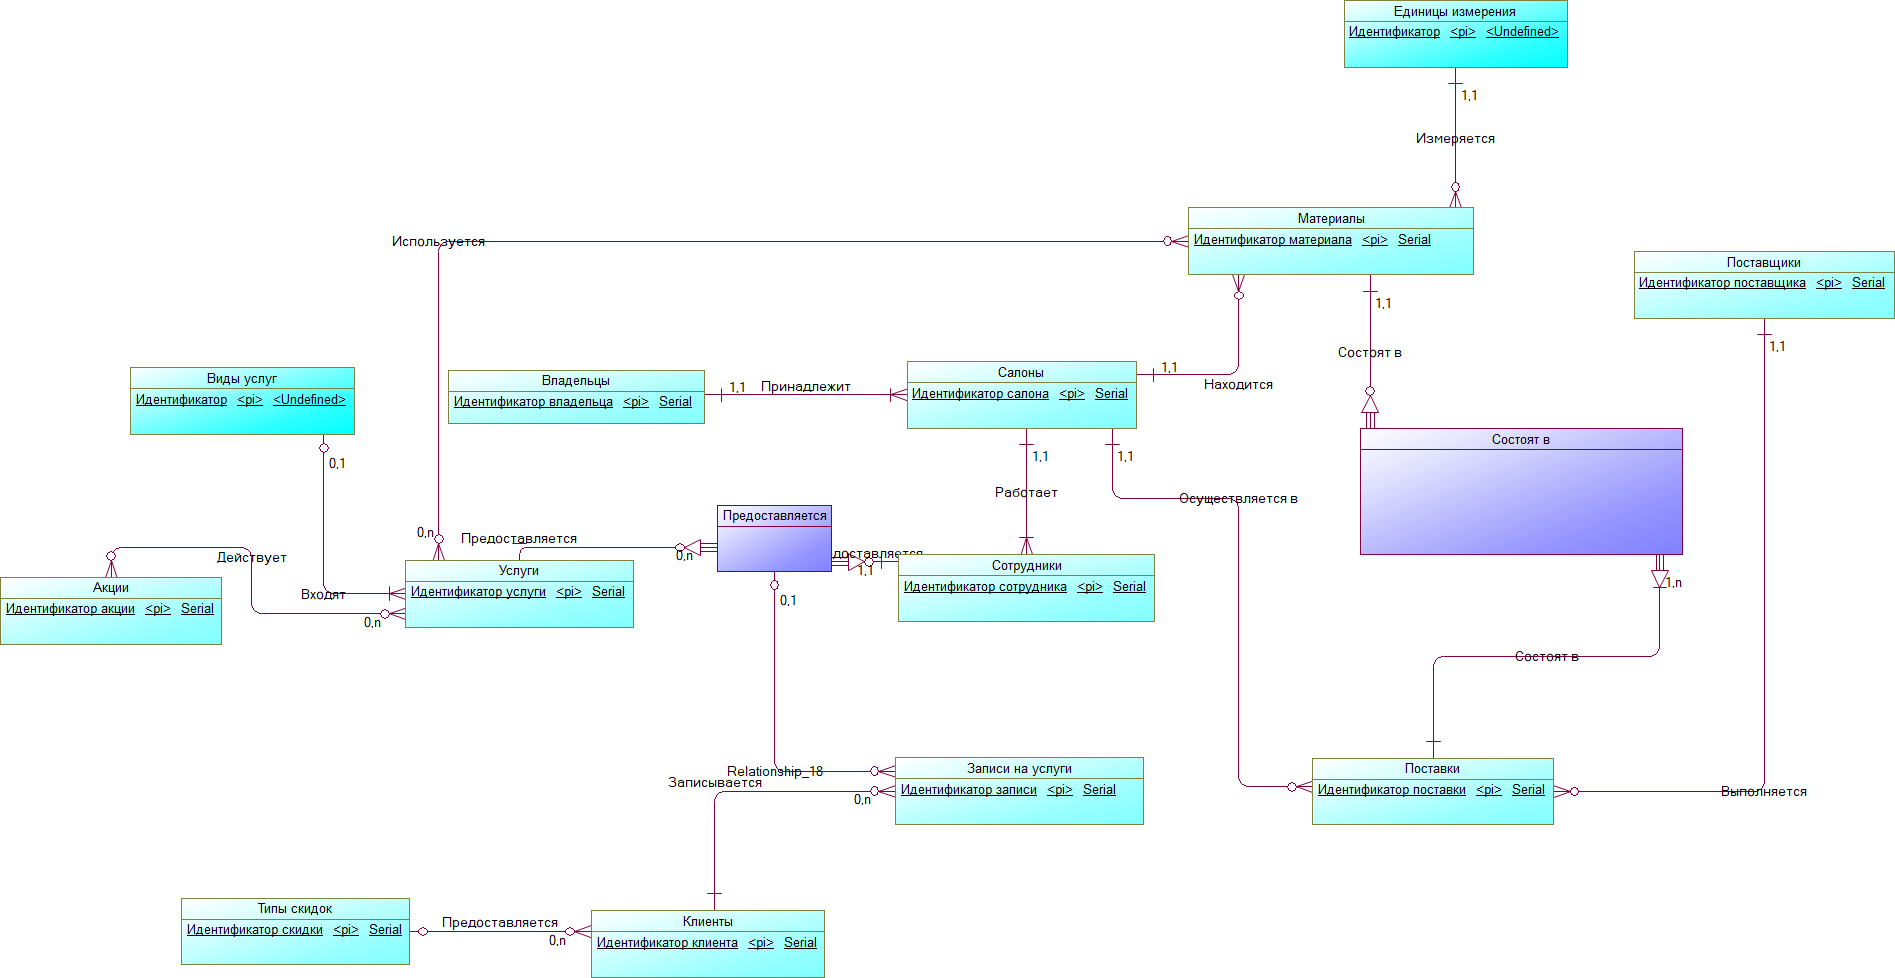 Единицы измерения
Идентификатор <pi> <Undefined>
1,1
Измеряется
Материалы
Идентификатор материала <pi> Serial
Используется
Поставщики
Идентификатор поставщика <pi> Serial
1,1
1,1
Состоят в
Виды услуг
Идентификатор <pi> <Undefined>
Владельцы
Идентификатор владельца <pi> Serial
1,1
Принадлежит
Салоны
Идентификатор салона <pi> Serial
1,1
Находится
Состоят в
0,1
1,1
1,1
Работает
Осуществляется в
0,n
Предоставляется
Предоставляется
0,n
доставляется
1,1
Действует
Акции
Идентификатор акции <pi> Serial
Входят
0,n
Услуги
Идентификатор услуги <pi> Serial
Сотрудники
Идентификатор сотрудника <pi> Serial
1,n
0,1
Состоят в
Relationship_18
Записывается
0,n
Записи на услуги
Идентификатор записи <pi> Serial
Поставки
Идентификатор поставки <pi> Serial
Выполняется
Типы скидок
Идентификатор скидки <pi> Serial
Предоставляется
0,n
Клиенты
Идентификатор клиента <pi> Serial